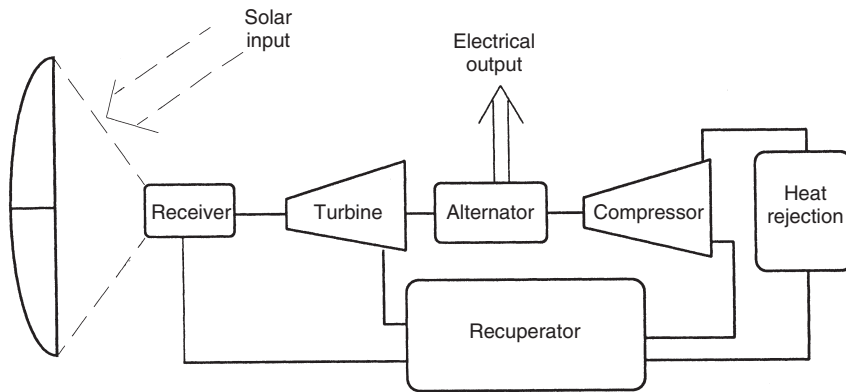 Solar
input
Electrical
output
Receiver
Turbine
Alternator
Compressor
Heat
rejection
Recuperator